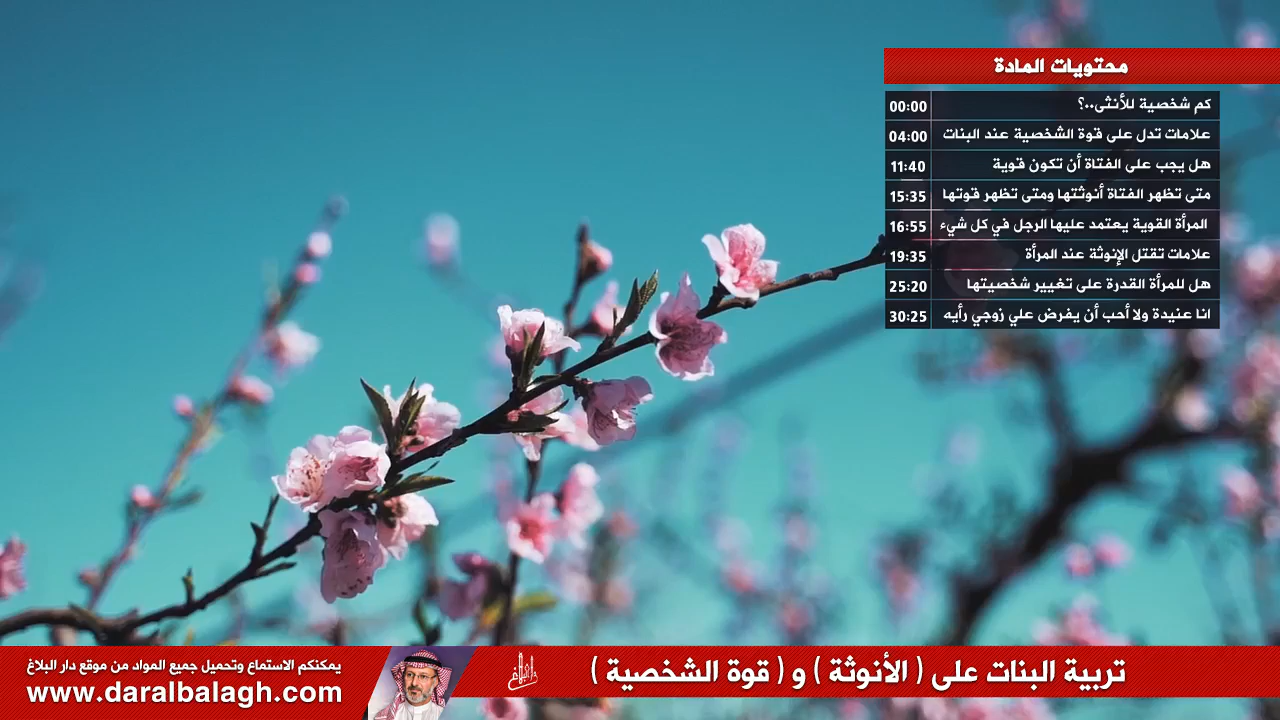 محتويات المادة
كم شخصية للأنثى..؟ 00:00
علامات تدل على قوة الشخصية عند البنات 04:00
هل يجب على الفتاة أن تكون قوية 11:40
متى تظهر الفتاة أنوثتها ومتى تظهر قوتها 15:35
المرأة القوية يعتمد عليها الرجل في كل شيء 16:55
علامات تقتل الإنوثة عند المرأة 19:35
هل للمرأة القدرة على تغيير شخصيتها 25:20
انا عنيدة ولا أحب أن يفرض علي زوجي رأيه 30:25
تربية البنات على ( الأنوثة ) و ( قوة الشخصية )
دار البلاغ
يمكنكم الاستماع وتحميل جميع المواد من موقع دار البلاغ
www.daralbalagh.com